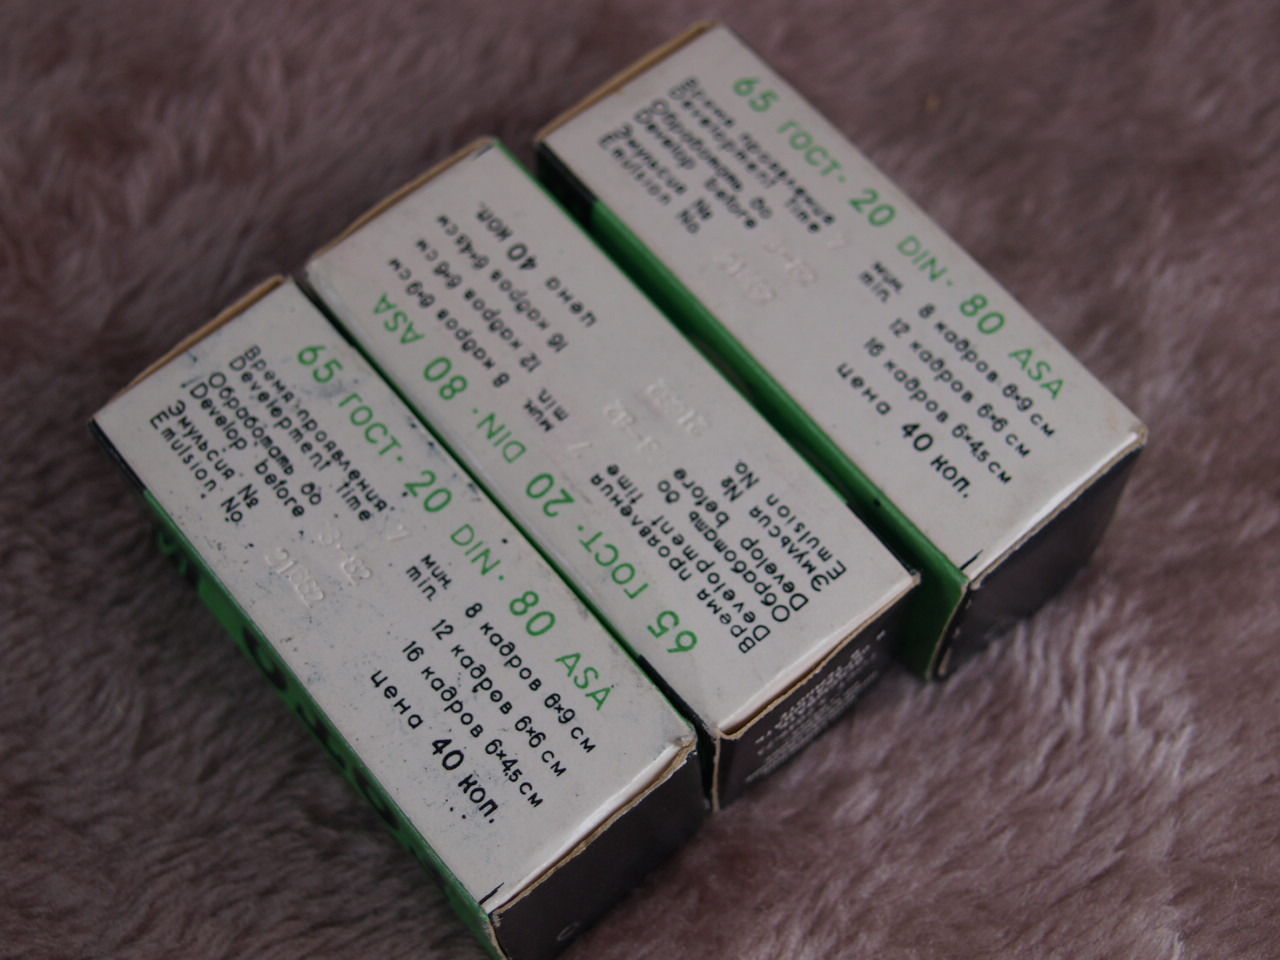 65 ГОСТ · 20 DIN · 80 ASA
Время проявления 7 мин.
Development time min.
Обработать до
Develop before
Эмульсия №
Emulsion No.
8 кадров 6×9 см
12 кадров 6×6 см
16 кадров 6×4,5 см
цена 40 коп.
65 ГОСТ · 20 DIN · 80 ASA
Время проявления 7 мин.
Development time min.
Обработать до
Develop before
Эмульсия №
mulsion No.
8 кадров 6×9 см
12 кадров 6×6 см
16 кадров 6×4,5 см
цена 40 коп.
65 ГОСТ · 20 DIN · 80 ASA
Время проявления мин.
Development time min.
Обработать до
Develop before
Эмульсия №
Emulsion No.
8 кадров 6×9 см
12 кадров 6×6 см
16 кадров 6×4,5 см
цена 40 коп.